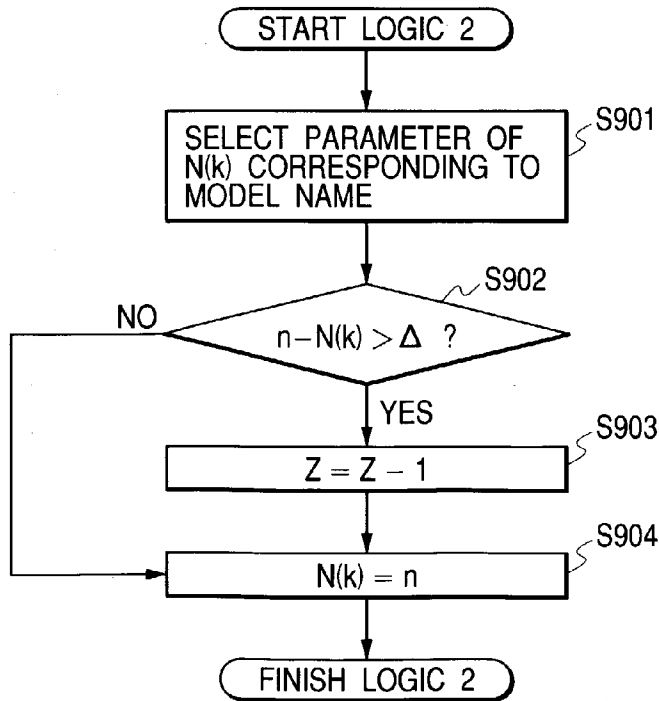 START LOGIC 2
S901
SELECT PARAMETER OF
N(k) CORRESPONDING TO
MODEL NAME
S902
NO
n−N(k) > Δ ?
YES
S903
Z = Z − 1
S904
N(k) = n
FINISH LOGIC 2